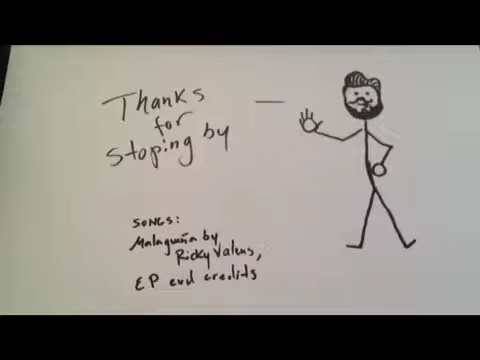 Thanks
for
stoping by
SONGS:
Malagueña by
Ricky Valens,
EP end credits